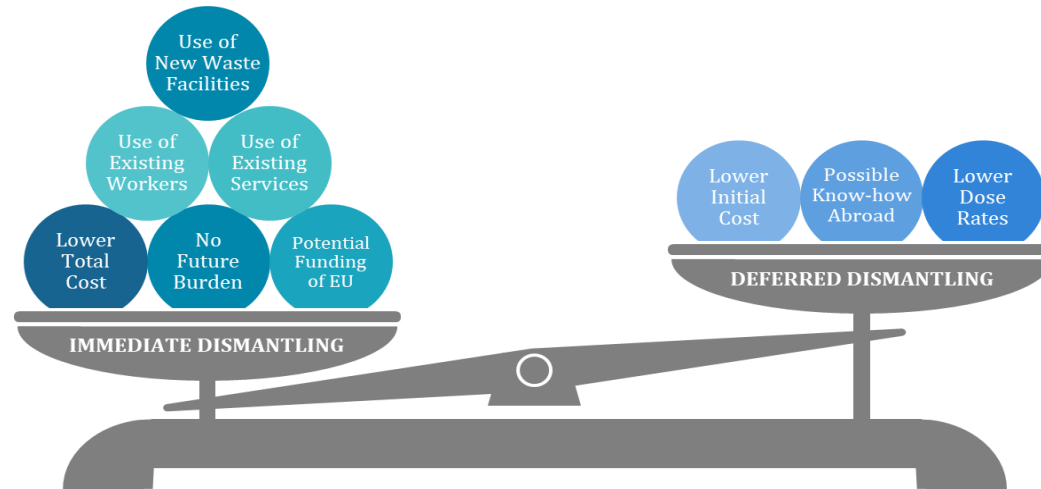 Use of
New Waste
Facilities
Use of
Existing
Workers
Use of
Existing
Services
Lower
Total
Cost
No
Future
Burden
Potential
Funding
of EU
IMMEDIATE DISMANTLING
Lower
Initial
Cost
Possible
Know-how
Abroad
Lower
Dose
Rates
DEFERRED DISMANTLING